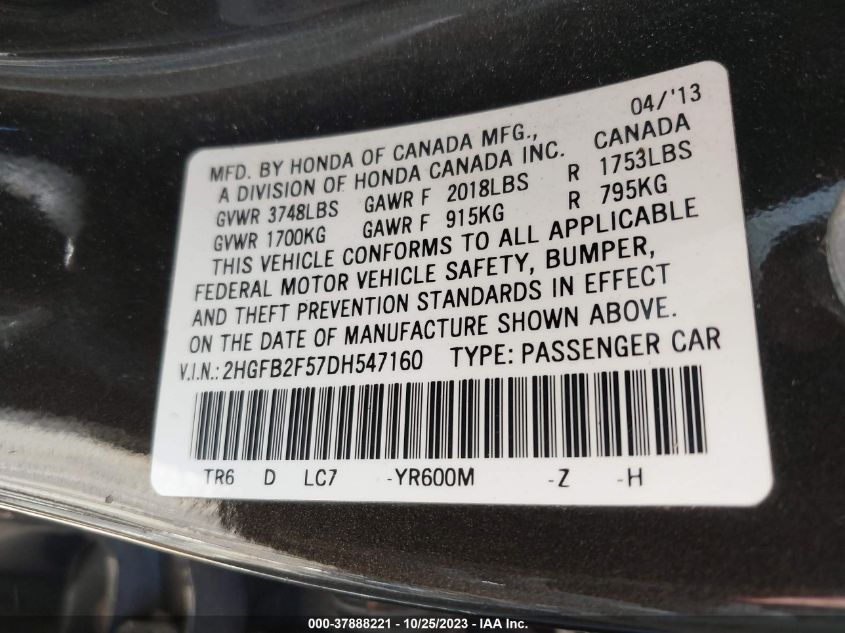 04/'13
MFD. BY HONDA OF CANADA MFG.,
A DIVISION OF HONDA CANADA INC. CANADA
GVWR 3748LBS GAWR F 2018LBS R 1753LBS
GVWR 1700KG GAWR F 915KG R 795KG
THIS VEHICLE CONFORMS TO ALL APPLICABLE
FEDERAL MOTOR VEHICLE SAFETY, BUMPER,
AND THEFT PREVENTION STANDARDS IN EFFECT
ON THE DATE OF MANUFACTURE SHOWN ABOVE.
V.I.N.: 2HGFB2F57DH547160 TYPE: PASSENGER CAR
TR6 D LC7 -YR600M -Z -H
000-37888221 - 10/25/2023 - © IAA, Inc.